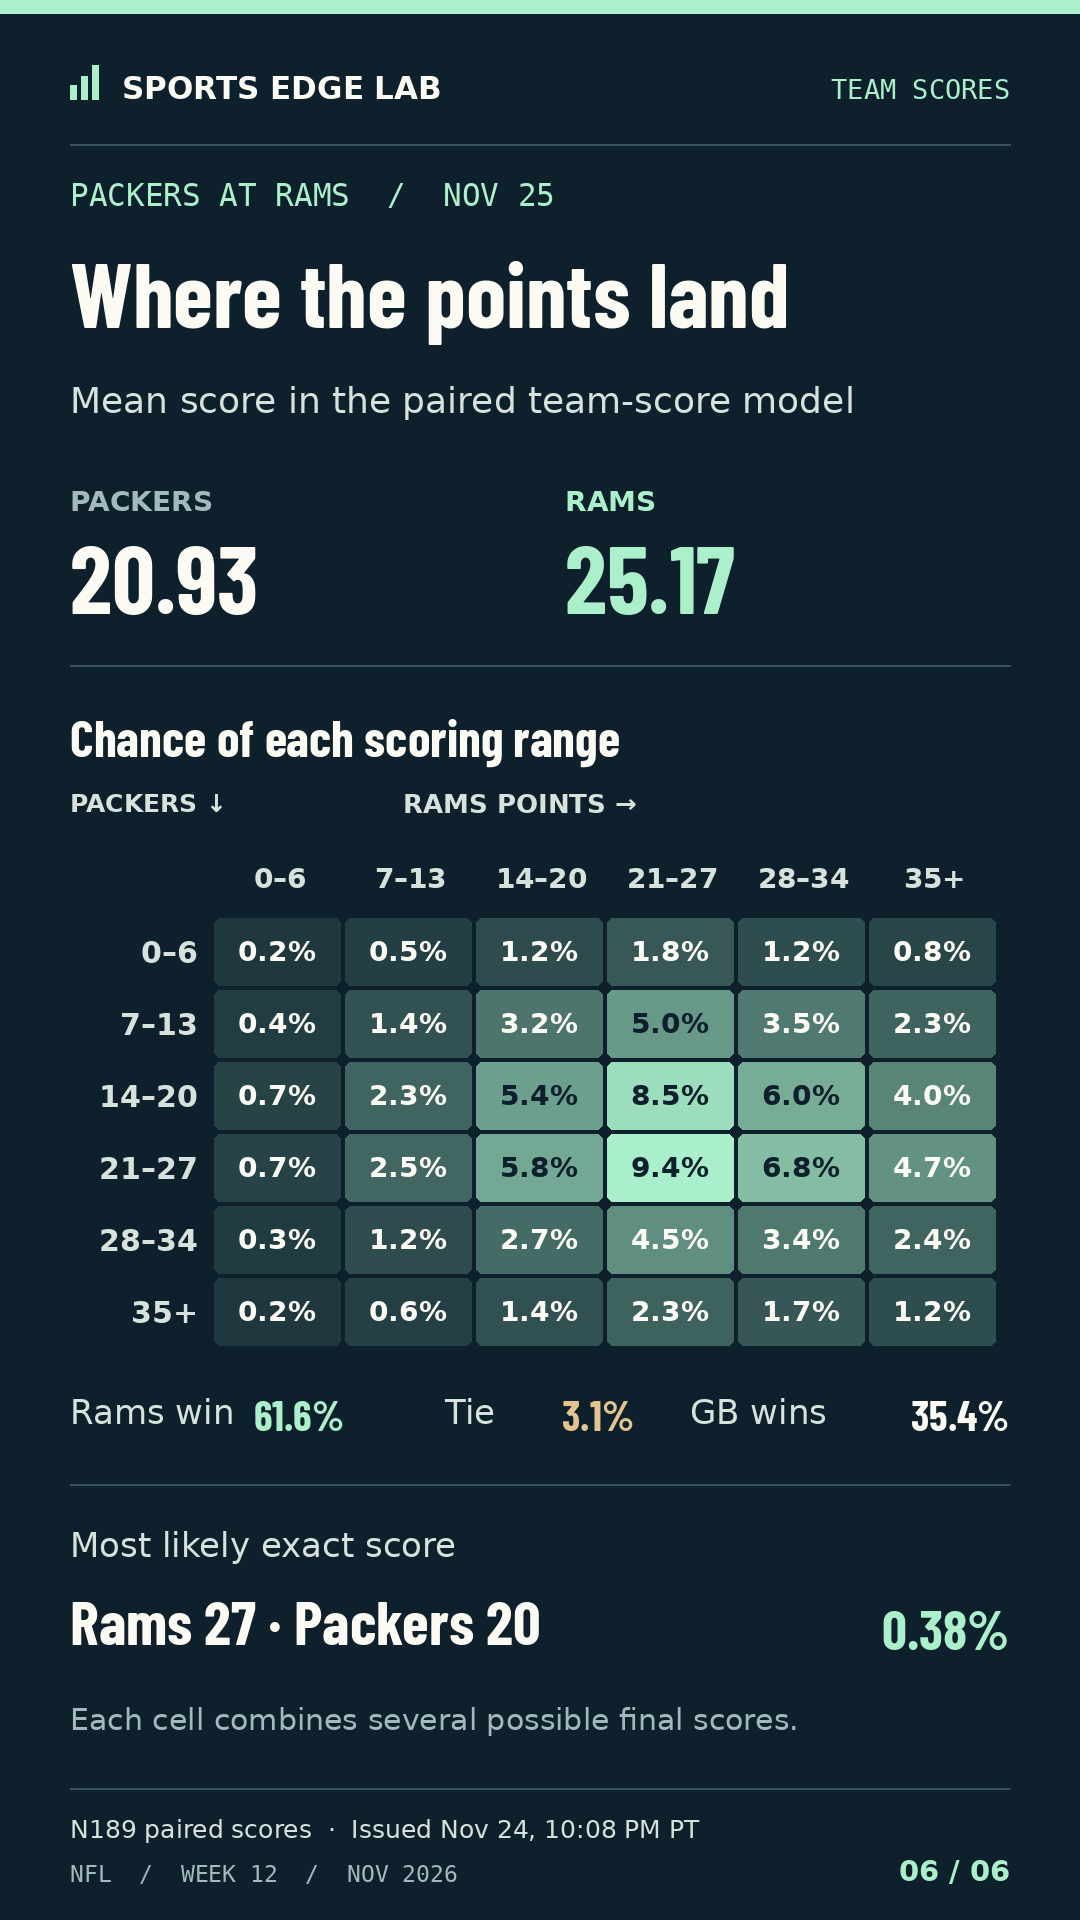 SPORTS EDGE LAB
TEAM SCORES
PACKERS AT RAMS / NOV 25
Where the points land
Mean score in the paired team-score model
PACKERS RAMS
20.93 25.17
Chance of each scoring range
PACKERS ↓ RAMS POINTS →
0–6 7–13 14–20 21–27 28–34 35+
0–6 0.2% 0.5% 1.2% 1.8% 1.2% 0.8%
7–13 0.4% 1.4% 3.2% 5.0% 3.5% 2.3%
14–20 0.7% 2.3% 5.4% 8.5% 6.0% 4.0%
21–27 0.7% 2.5% 5.8% 9.4% 6.8% 4.7%
28–34 0.3% 1.2% 2.7% 4.5% 3.4% 2.4%
35+ 0.2% 0.6% 1.4% 2.3% 1.7% 1.2%
Rams win 61.6% Tie 3.1% GB wins 35.4%
Most likely exact score
Rams 27 · Packers 20 0.38%
Each cell combines several possible final scores.
N189 paired scores · Issued Nov 24, 10:08 PM PT
NFL / WEEK 12 / NOV 2026
06 / 06